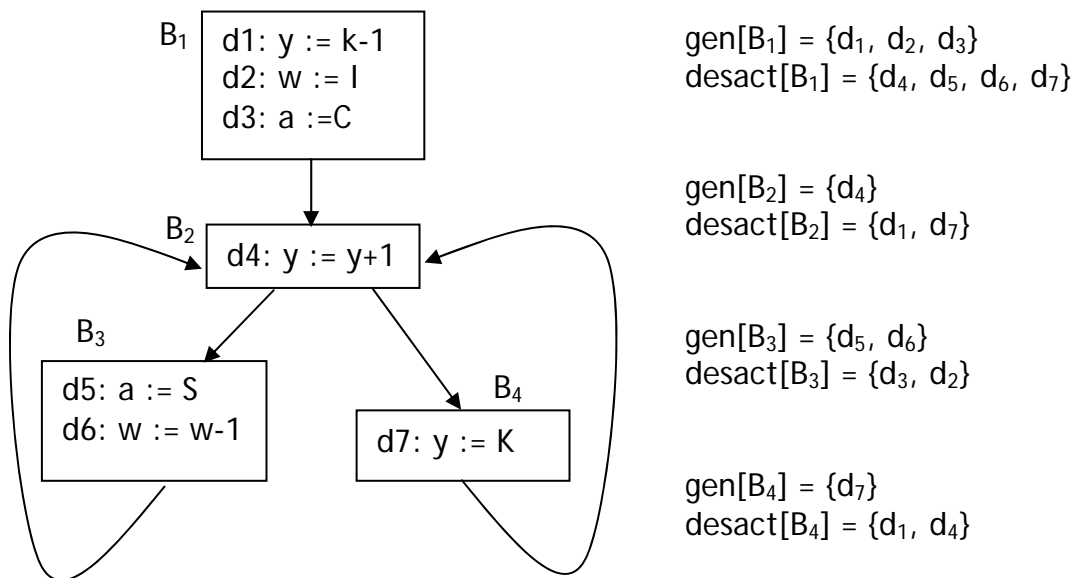 B₁
d1: y := k-1
d2: w := I
d3: a :=C
gen[B₁] = {d₁, d₂, d₃}
desact[B₁] = {d₄, d₅, d₆, d₇}
B₂
d4: y := y+1
gen[B₂] = {d₄}
desact[B₂] = {d₁, d₇}
B₃
d5: a := S
d6: w := w-1
gen[B₃] = {d₅, d₆}
desact[B₃] = {d₃, d₂}
B₄
d7: y := K
gen[B₄] = {d₇}
desact[B₄] = {d₁, d₄}